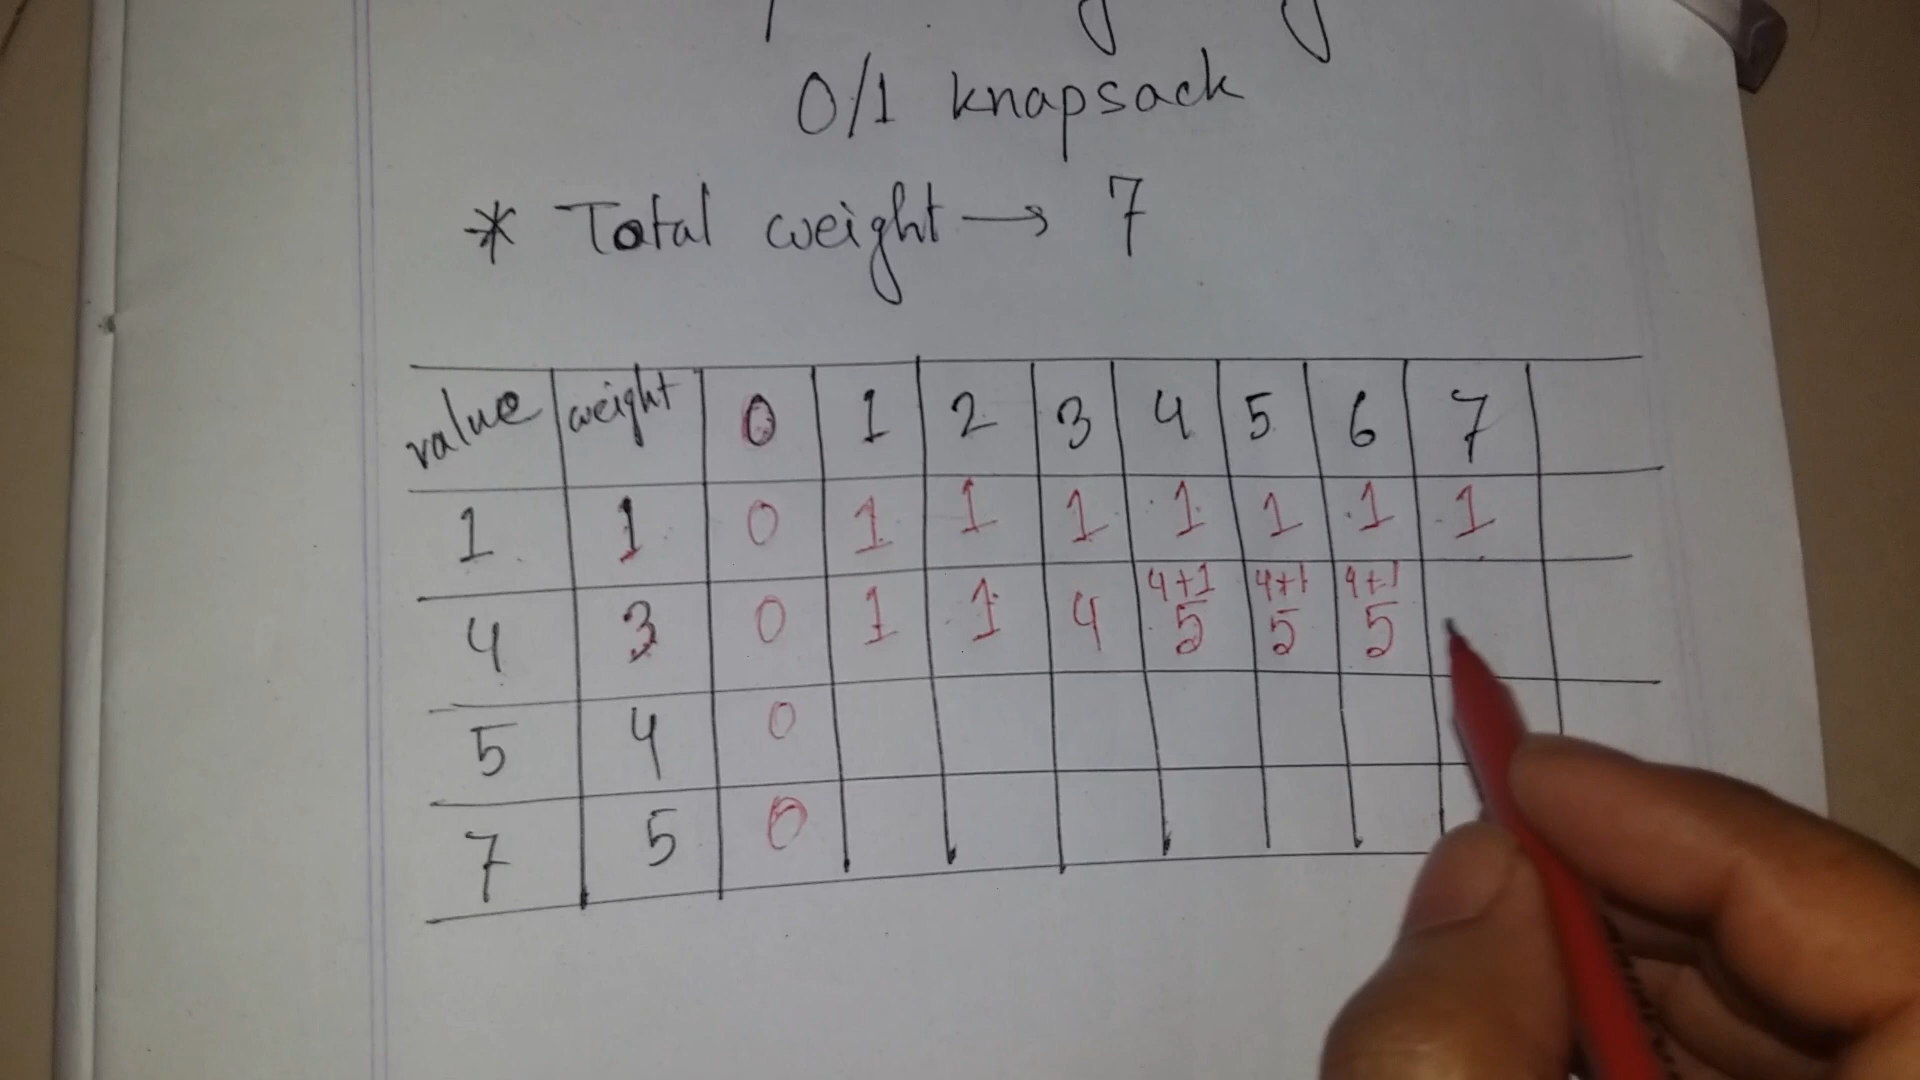 0/1 knapsack
* Total weight → 7
value weight 0 1 2 3 4 5 6 7
1 1 0 1 1 1 1 1 1 1
4+1 4+1 4+1
4 3 0 1 1 4 5 5 5
5 4 0
7 5 0